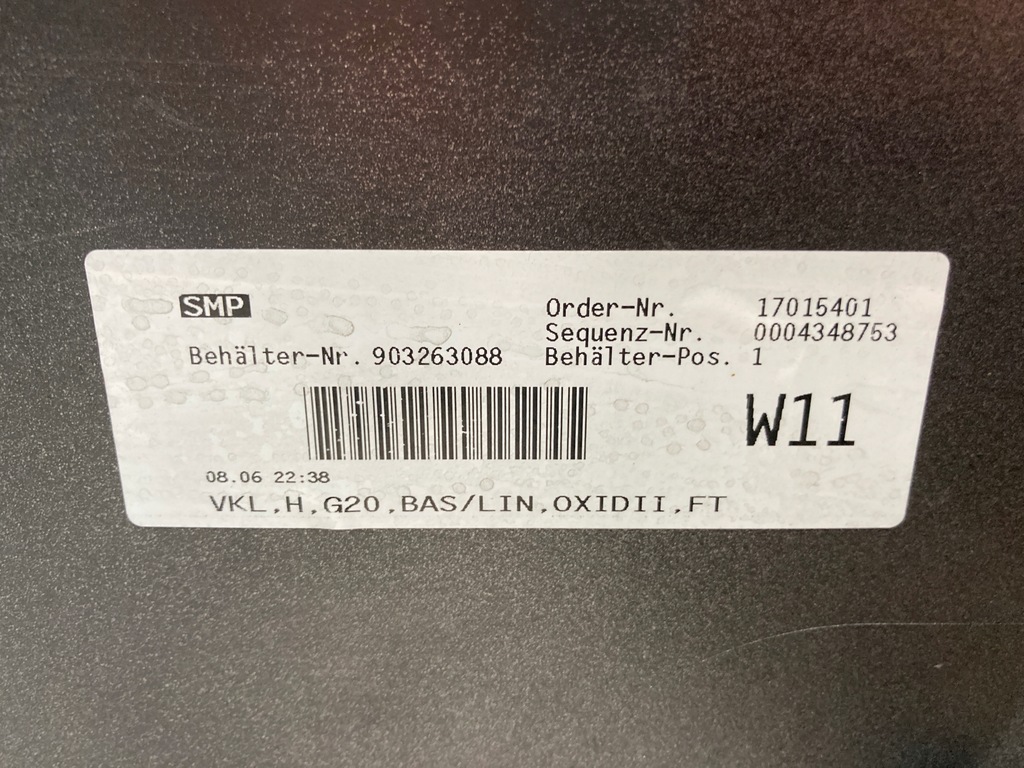 SMP
Order-Nr. 17015401
Sequenz-Nr. 0004348753
Behälter-Nr. 903263088 Behälter-Pos. 1
W11
08.06 22:38
VKL,H,G20,BAS/LIN,OXIDII,FT